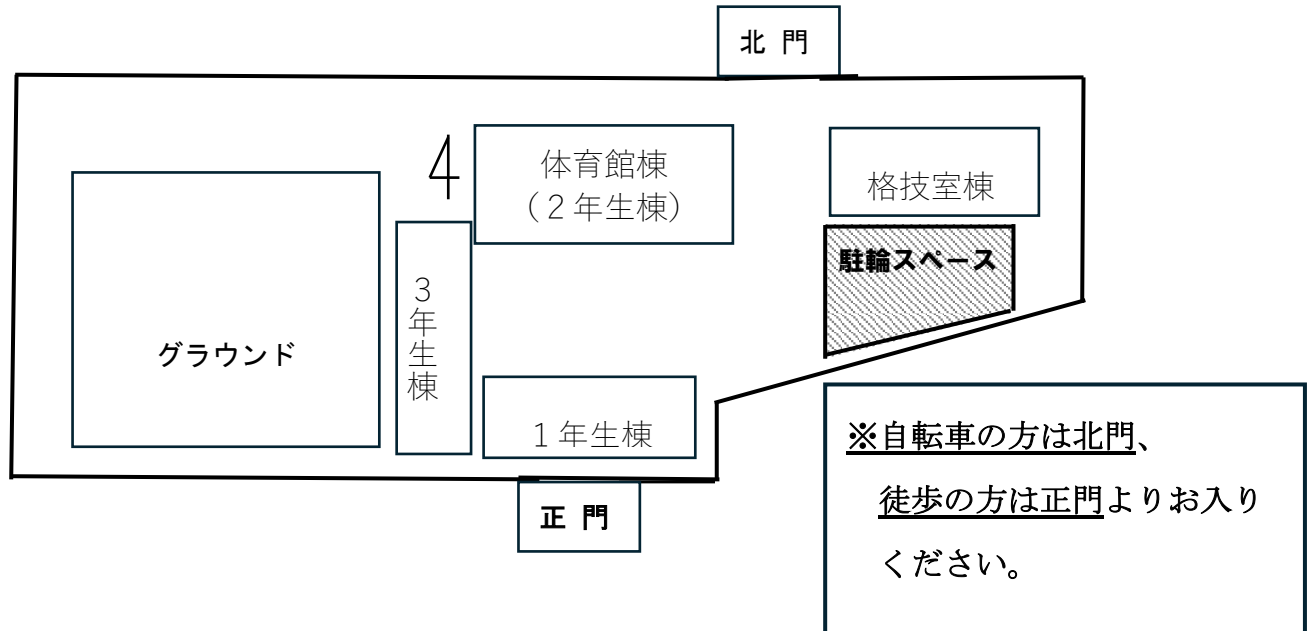 北 門
4
体育館棟
(２年生棟)
格技室棟
駐輪スペース
３年生棟
グラウンド
１年生棟
正 門
※自転車の方は北門、
徒歩の方は正門よりお入り
ください。